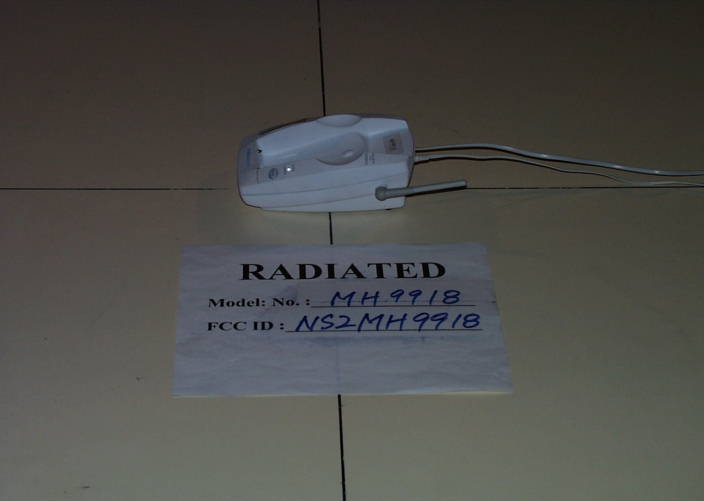 RADIATED
Model: No. : MH9918
FCC ID : NS2MH9918